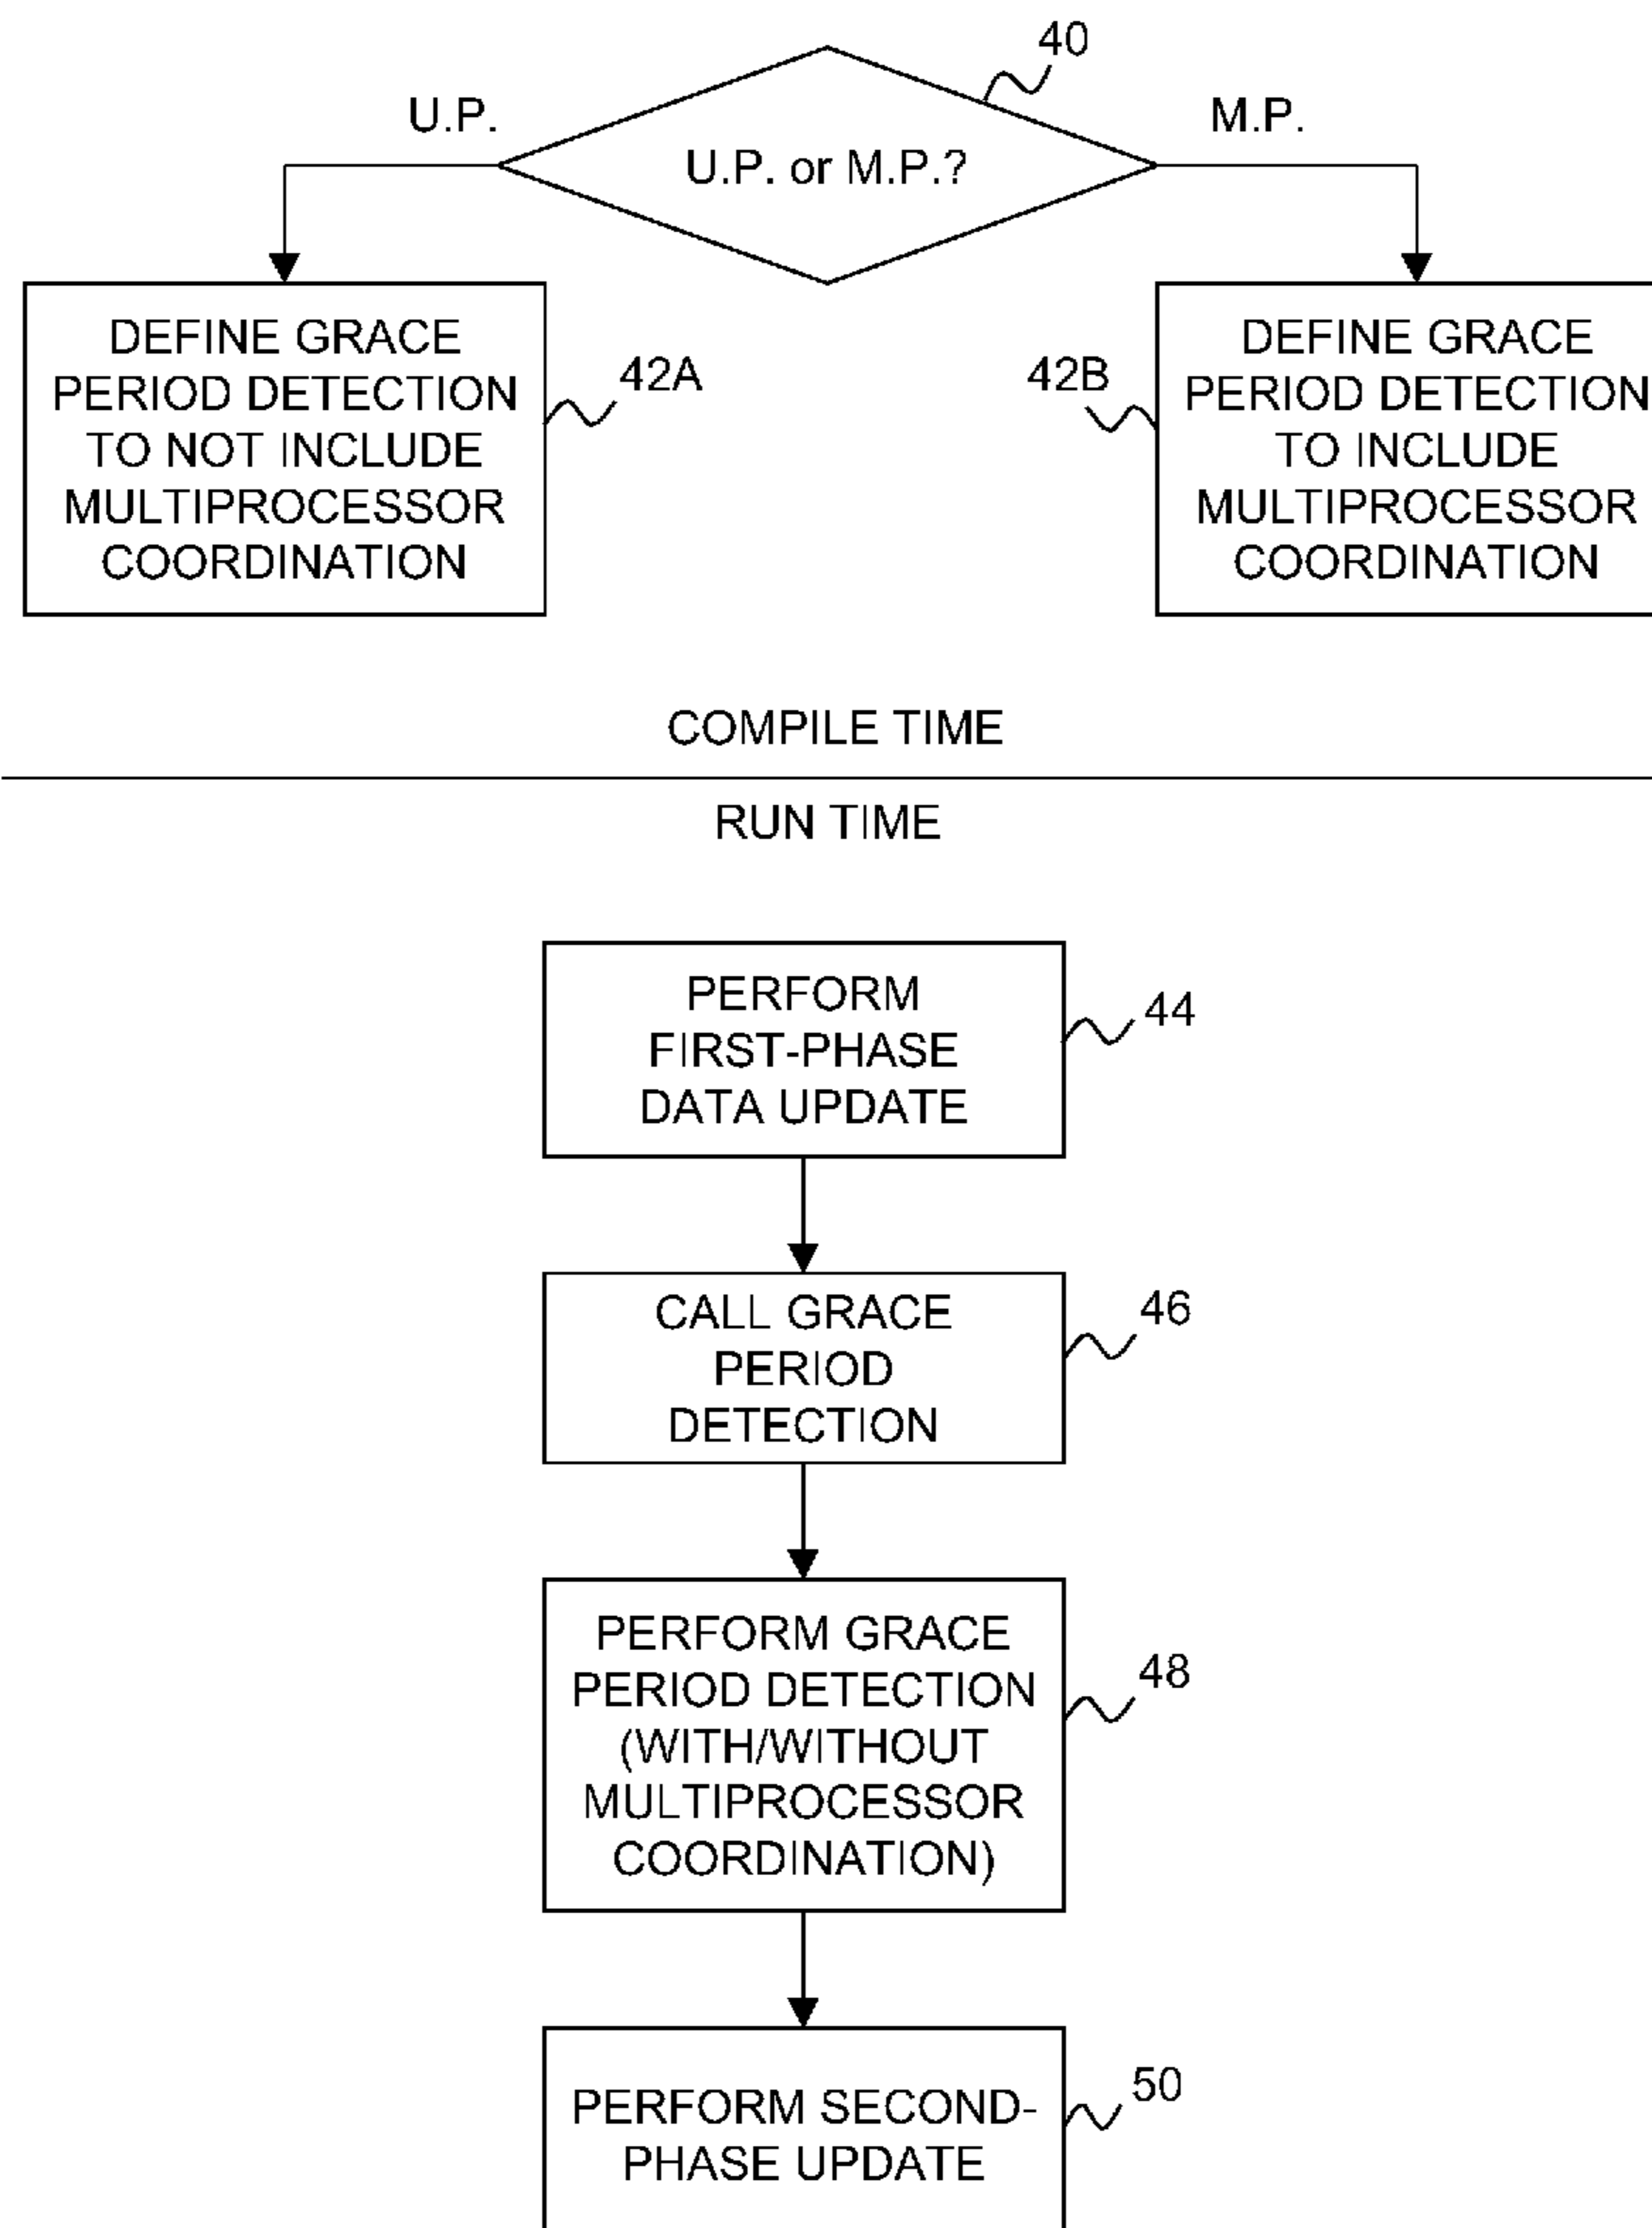 40
U.P.
M.P.
U.P. or M.P.?
DEFINE GRACE
PERIOD DETECTION
TO NOT INCLUDE
MULTIPROCESSOR
COORDINATION
42A
42B
DEFINE GRACE
PERIOD DETECTION
TO INCLUDE
MULTIPROCESSOR
COORDINATION
COMPILE TIME
RUN TIME
PERFORM
FIRST-PHASE
DATA UPDATE
44
CALL GRACE
PERIOD
DETECTION
46
PERFORM GRACE
PERIOD DETECTION
(WITH/WITHOUT
MULTIPROCESSOR
COORDINATION)
48
PERFORM SECOND-
PHASE UPDATE
50